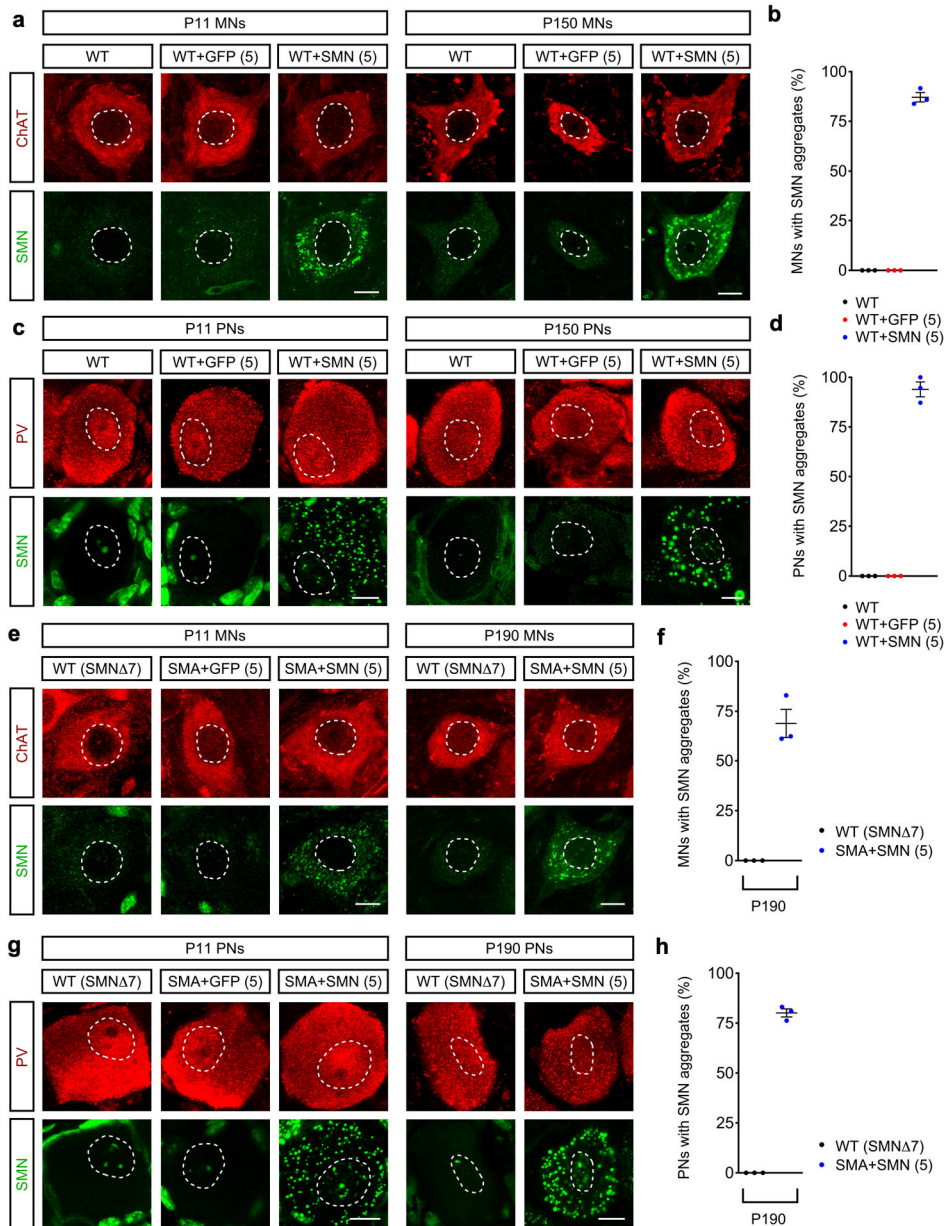 a
P11 MNs
P150 MNs
WT
WT+GFP (5)
WT+SMN (5)
WT
WT+GFP (5)
WT+SMN (5)
ChAT
SMN
b
MNs with SMN aggregates (%)
100
75
50
25
0
WT
WT+GFP (5)
WT+SMN (5)
c
P11 PNs
P150 PNs
WT
WT+GFP (5)
WT+SMN (5)
WT
WT+GFP (5)
WT+SMN (5)
PV
SMN
d
PNs with SMN aggregates (%)
100
75
50
25
0
WT
WT+GFP (5)
WT+SMN (5)
e
P11 MNs
P190 MNs
WT (SMNΔ7)
SMA+GFP (5)
SMA+SMN (5)
WT (SMNΔ7)
SMA+SMN (5)
ChAT
SMN
f
MNs with SMN aggregates (%)
100
75
50
25
0
P190
WT (SMNΔ7)
SMA+SMN (5)
g
P11 PNs
P190 PNs
WT (SMNΔ7)
SMA+GFP (5)
SMA+SMN (5)
WT (SMNΔ7)
SMA+SMN (5)
PV
SMN
h
PNs with SMN aggregates (%)
100
75
50
25
0
P190
WT (SMNΔ7)
SMA+SMN (5)